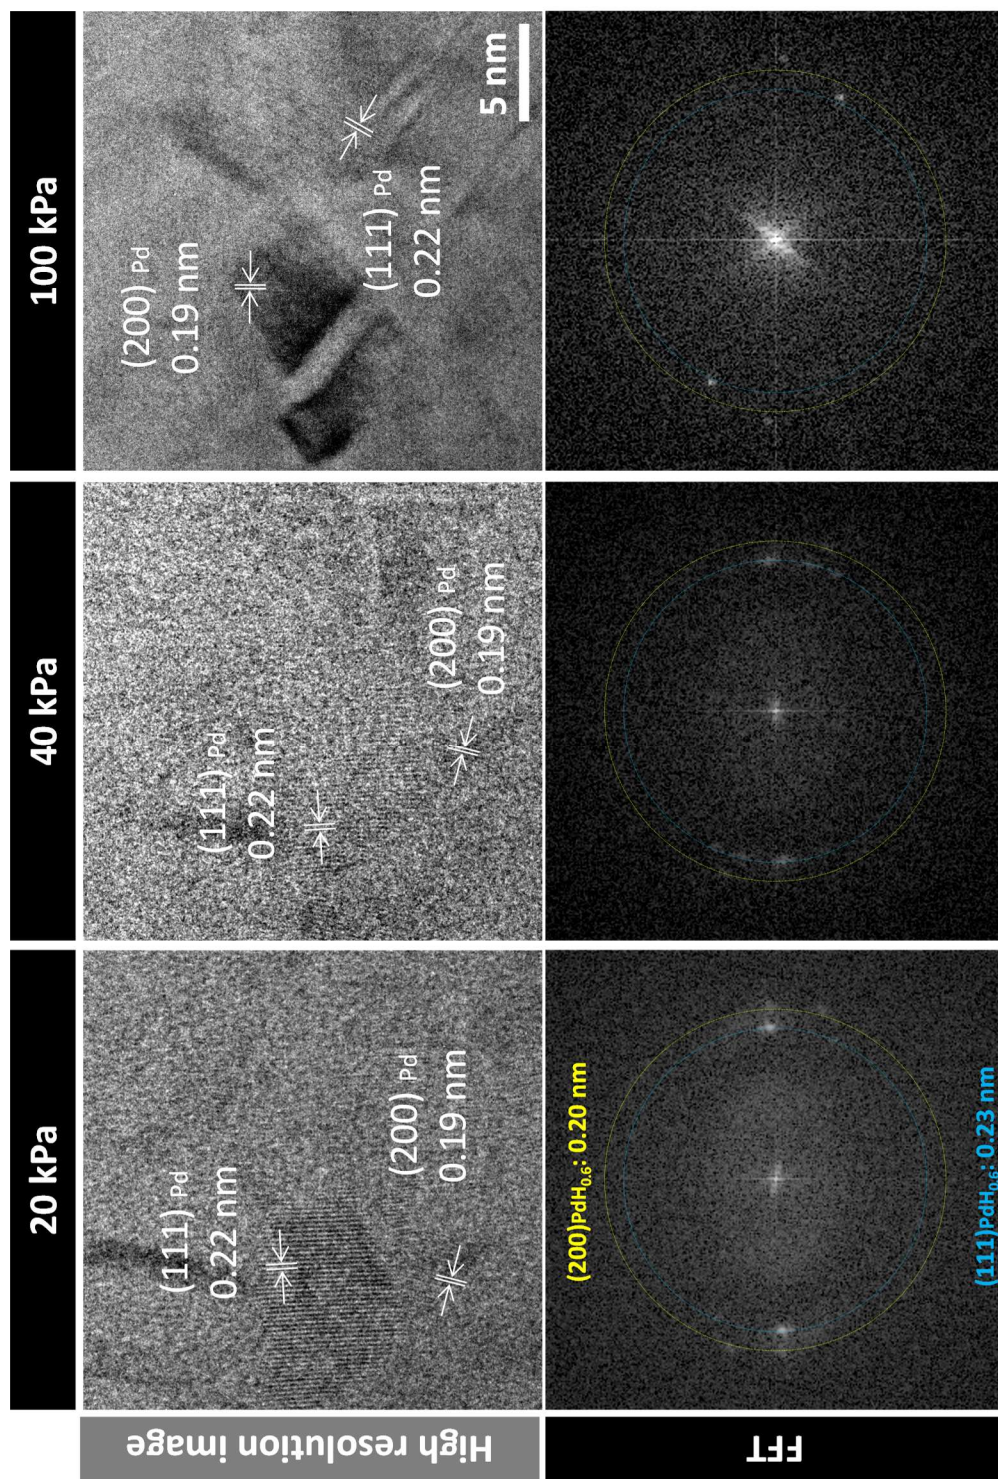 20 kPa
40 kPa
100 kPa
High resolution image
(111) Pd
0.22 nm
(200) Pd
0.19 nm
(111) Pd
0.22 nm
(200) Pd
0.19 nm
(200) Pd
0.19 nm
(111) Pd
0.22 nm
5 nm
FFT
(200)PdH0.6: 0.20 nm
(111)PdH0.6: 0.23 nm